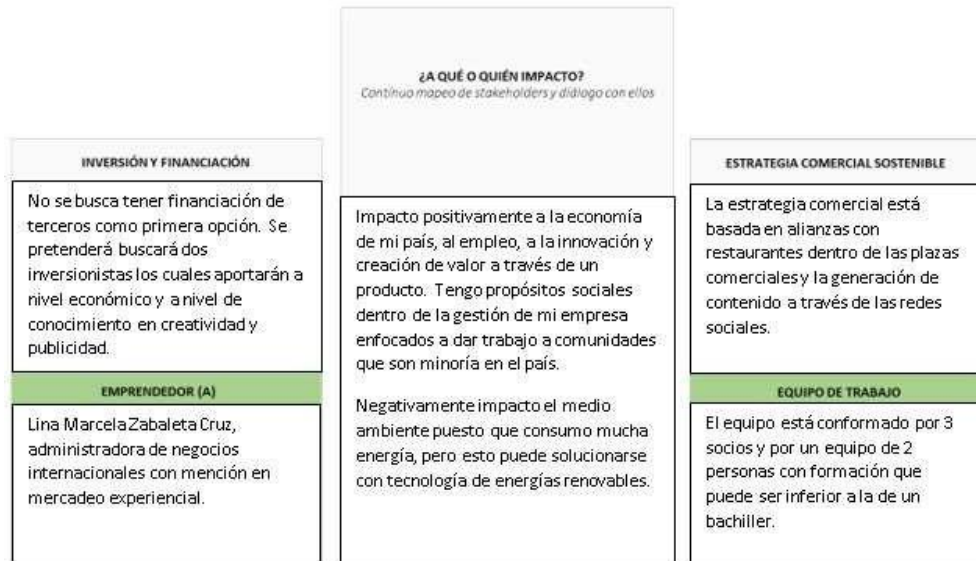 ¿A QUÉ O QUIÉN IMPACTO?
Contínuo mapeo de stakeholders y diálogo con ellos
INVERSIÓN Y FINANCIACIÓN
No se busca tener financiación de
terceros como primera opción. Se
pretenderá buscará dos
inversionistas los cuales aportarán a
nivel económico y a nivel de
conocimiento en creatividad y
publicidad.
EMPRENDEDOR (A)
Lina Marcela Zabaleta Cruz,
administradora de negocios
internacionales con mención en
mercadeo experiencial.
Impacto positivamente a la economía
de mi país, al empleo, a la innovación y
creación de valor a través de un
producto. Tengo propósitos sociales
dentro de la gestión de mi empresa
enfocados a dar trabajo a comunidades
que son minoría en el país.
Negativamente impacto el medio
ambiente puesto que consumo mucha
energía, pero esto puede solucionarse
con tecnología de energías renovables.
ESTRATEGIA COMERCIAL SOSTENIBLE
La estrategia comercial está
basada en alianzas con
restaurantes dentro de las plazas
comerciales y la generación de
contenido a través de las redes
sociales.
EQUIPO DE TRABAJO
El equipo está conformado por 3
socios y por un equipo de 2
personas con formación que
puede ser inferior a la de un
bachiller.